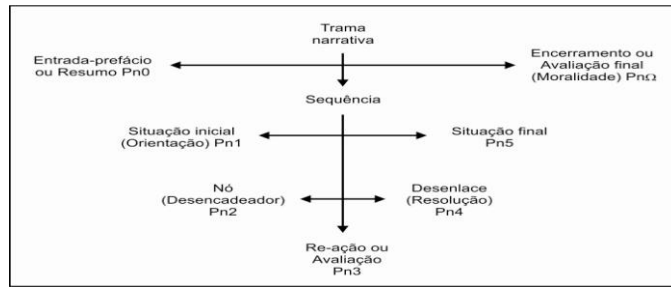 Trama
narrativa
Entrada-prefácio
ou Resumo Pn0
Encerramento ou
Avaliação final
(Moralidade) PnΩ
Sequência
Situação inicial
(Orientação) Pn1
Situação final
Pn5
Nó
(Desencadeador)
Pn2
Desenlace
(Resolução)
Pn4
Re-ação ou
Avaliação
Pn3